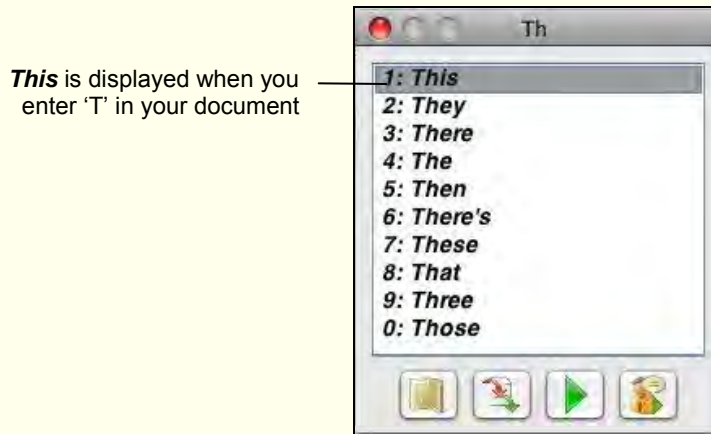 Th
This is displayed when you
enter ‘T’ in your document
1: This
2: They
3: There
4: The
5: Then
6: There's
7: These
8: That
9: Three
0: Those